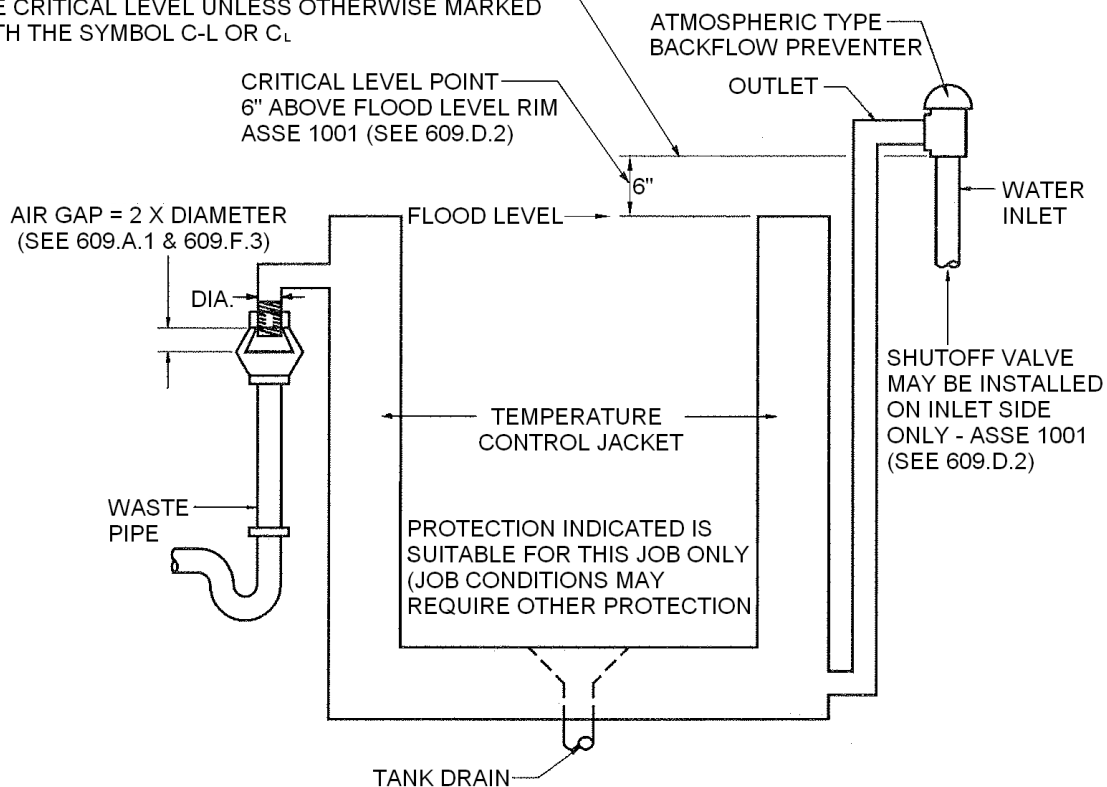 E CRITICAL LEVEL UNLESS OTHERWISE MARKED
TH THE SYMBOL C-L OR CL
ATMOSPHERIC TYPE
BACKFLOW PREVENTER
CRITICAL LEVEL POINT
6" ABOVE FLOOD LEVEL RIM
ASSE 1001 (SEE 609.D.2)
OUTLET
6"
WATER
INLET
AIR GAP = 2 X DIAMETER
(SEE 609.A.1 & 609.F.3)
FLOOD LEVEL
DIA.
SHUTOFF VALVE
MAY BE INSTALLED
ON INLET SIDE
ONLY - ASSE 1001
(SEE 609.D.2)
TEMPERATURE
CONTROL JACKET
WASTE
PIPE
PROTECTION INDICATED IS
SUITABLE FOR THIS JOB ONLY
(JOB CONDITIONS MAY
REQUIRE OTHER PROTECTION
TANK DRAIN